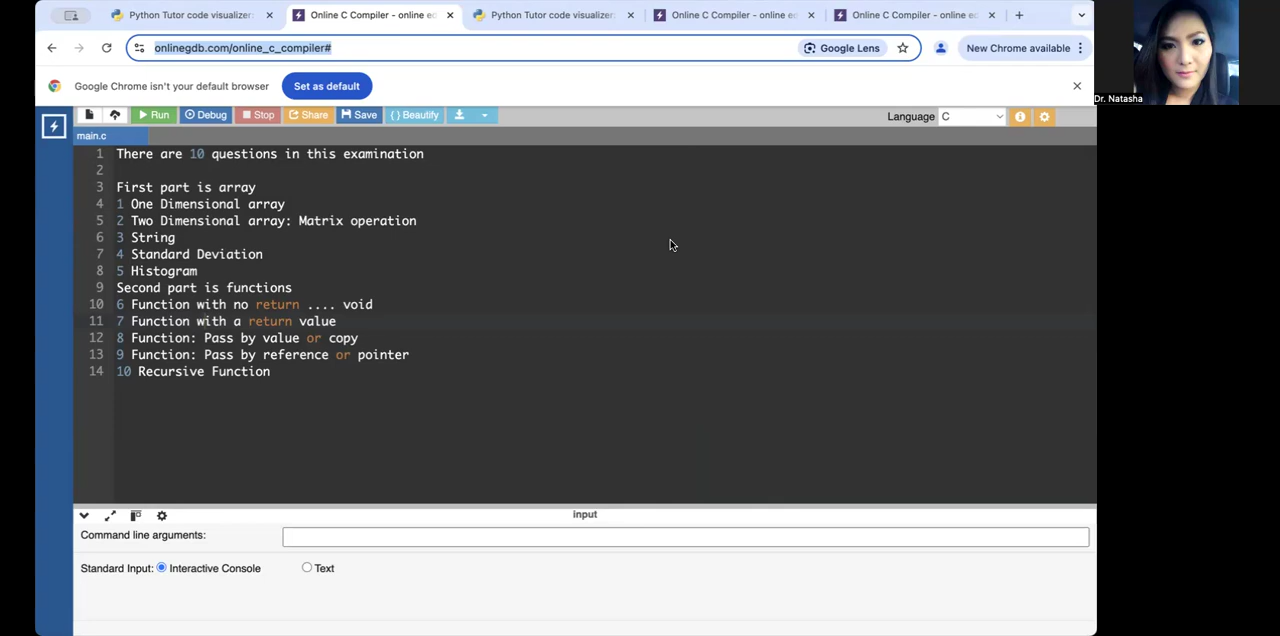 Python Tutor code visualizer:
Online C Compiler - online ed
Python Tutor code visualizer:
Online C Compiler - online e
Online C Compiler - online ec
onlinegdb.com/online_c_compiler#
Google Lens
New Chrome available
Google Chrome isn't your default browser
Set as default
Run
Debug
Stop
Share
Save
{ } Beautify
Language
C
main.c
1 There are 10 questions in this examination
2
3 First part is array
4 1 One Dimensional array
5 2 Two Dimensional array: Matrix operation
6 3 String
7 4 Standard Deviation
8 5 Histogram
9 Second part is functions
10 6 Function with no return .... void
11 7 Function with a return value
12 8 Function: Pass by value or copy
13 9 Function: Pass by reference or pointer
14 10 Recursive Function
input
Command line arguments:
Standard Input: Interactive Console Text
Dr. Natasha